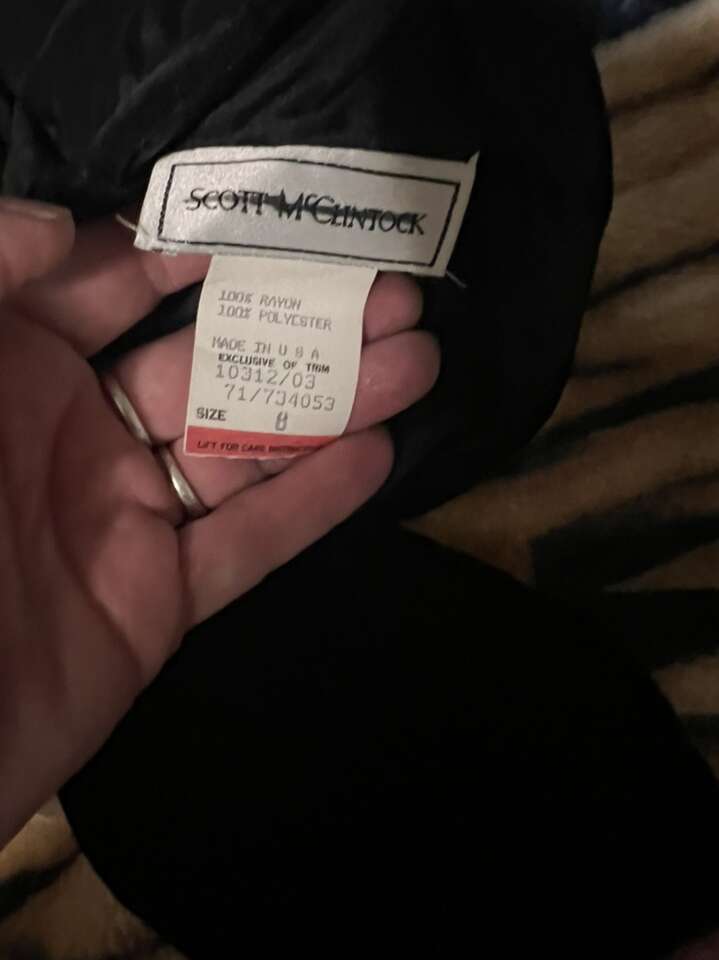 SCOTT McCLINTOCK
100% RAYON
100% POLYESTER
MADE IN U S A
EXCLUSIVE OF TRIM
10312/03
71/734053
SIZE 8
LIFT FOR CARE